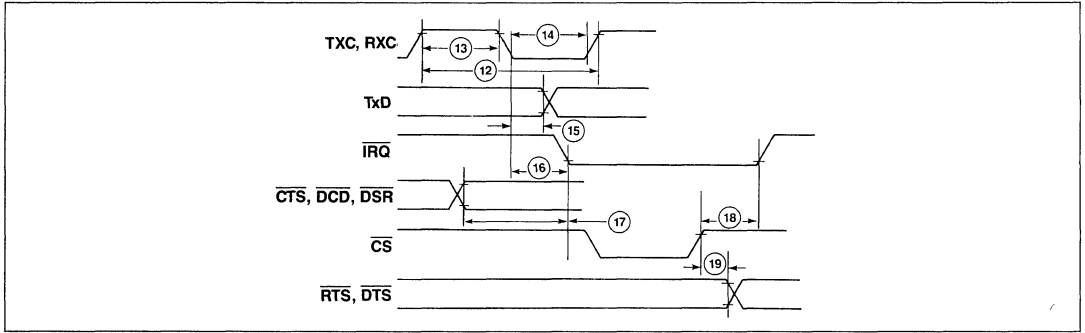 TXC, RXC
13
14
12
TxD
15
IRQ
16
CTS, DCD, DSR
17
18
CS
19
RTS, DTS